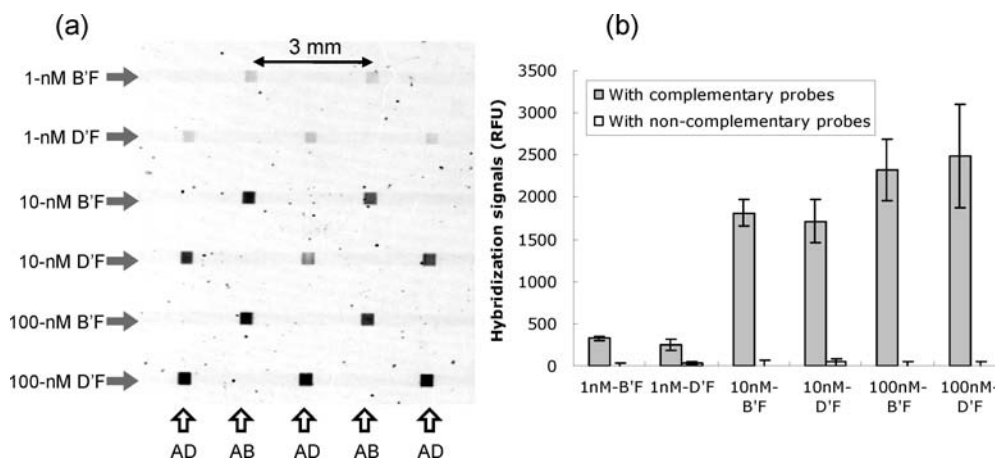 (a)
3 mm
1-nM B'F
1-nM D'F
10-nM B'F
10-nM D'F
100-nM B'F
100-nM D'F
AD AB AD AB AD
(b)
Hybridization signals (RFU)
3500
3000
2500
2000
1500
1000
500
0
With complementary probes
With non-complementary probes
1nM-B'F 1nM-D'F 10nM- 10nM- 100nM- 100nM-
B'F D'F B'F D'F